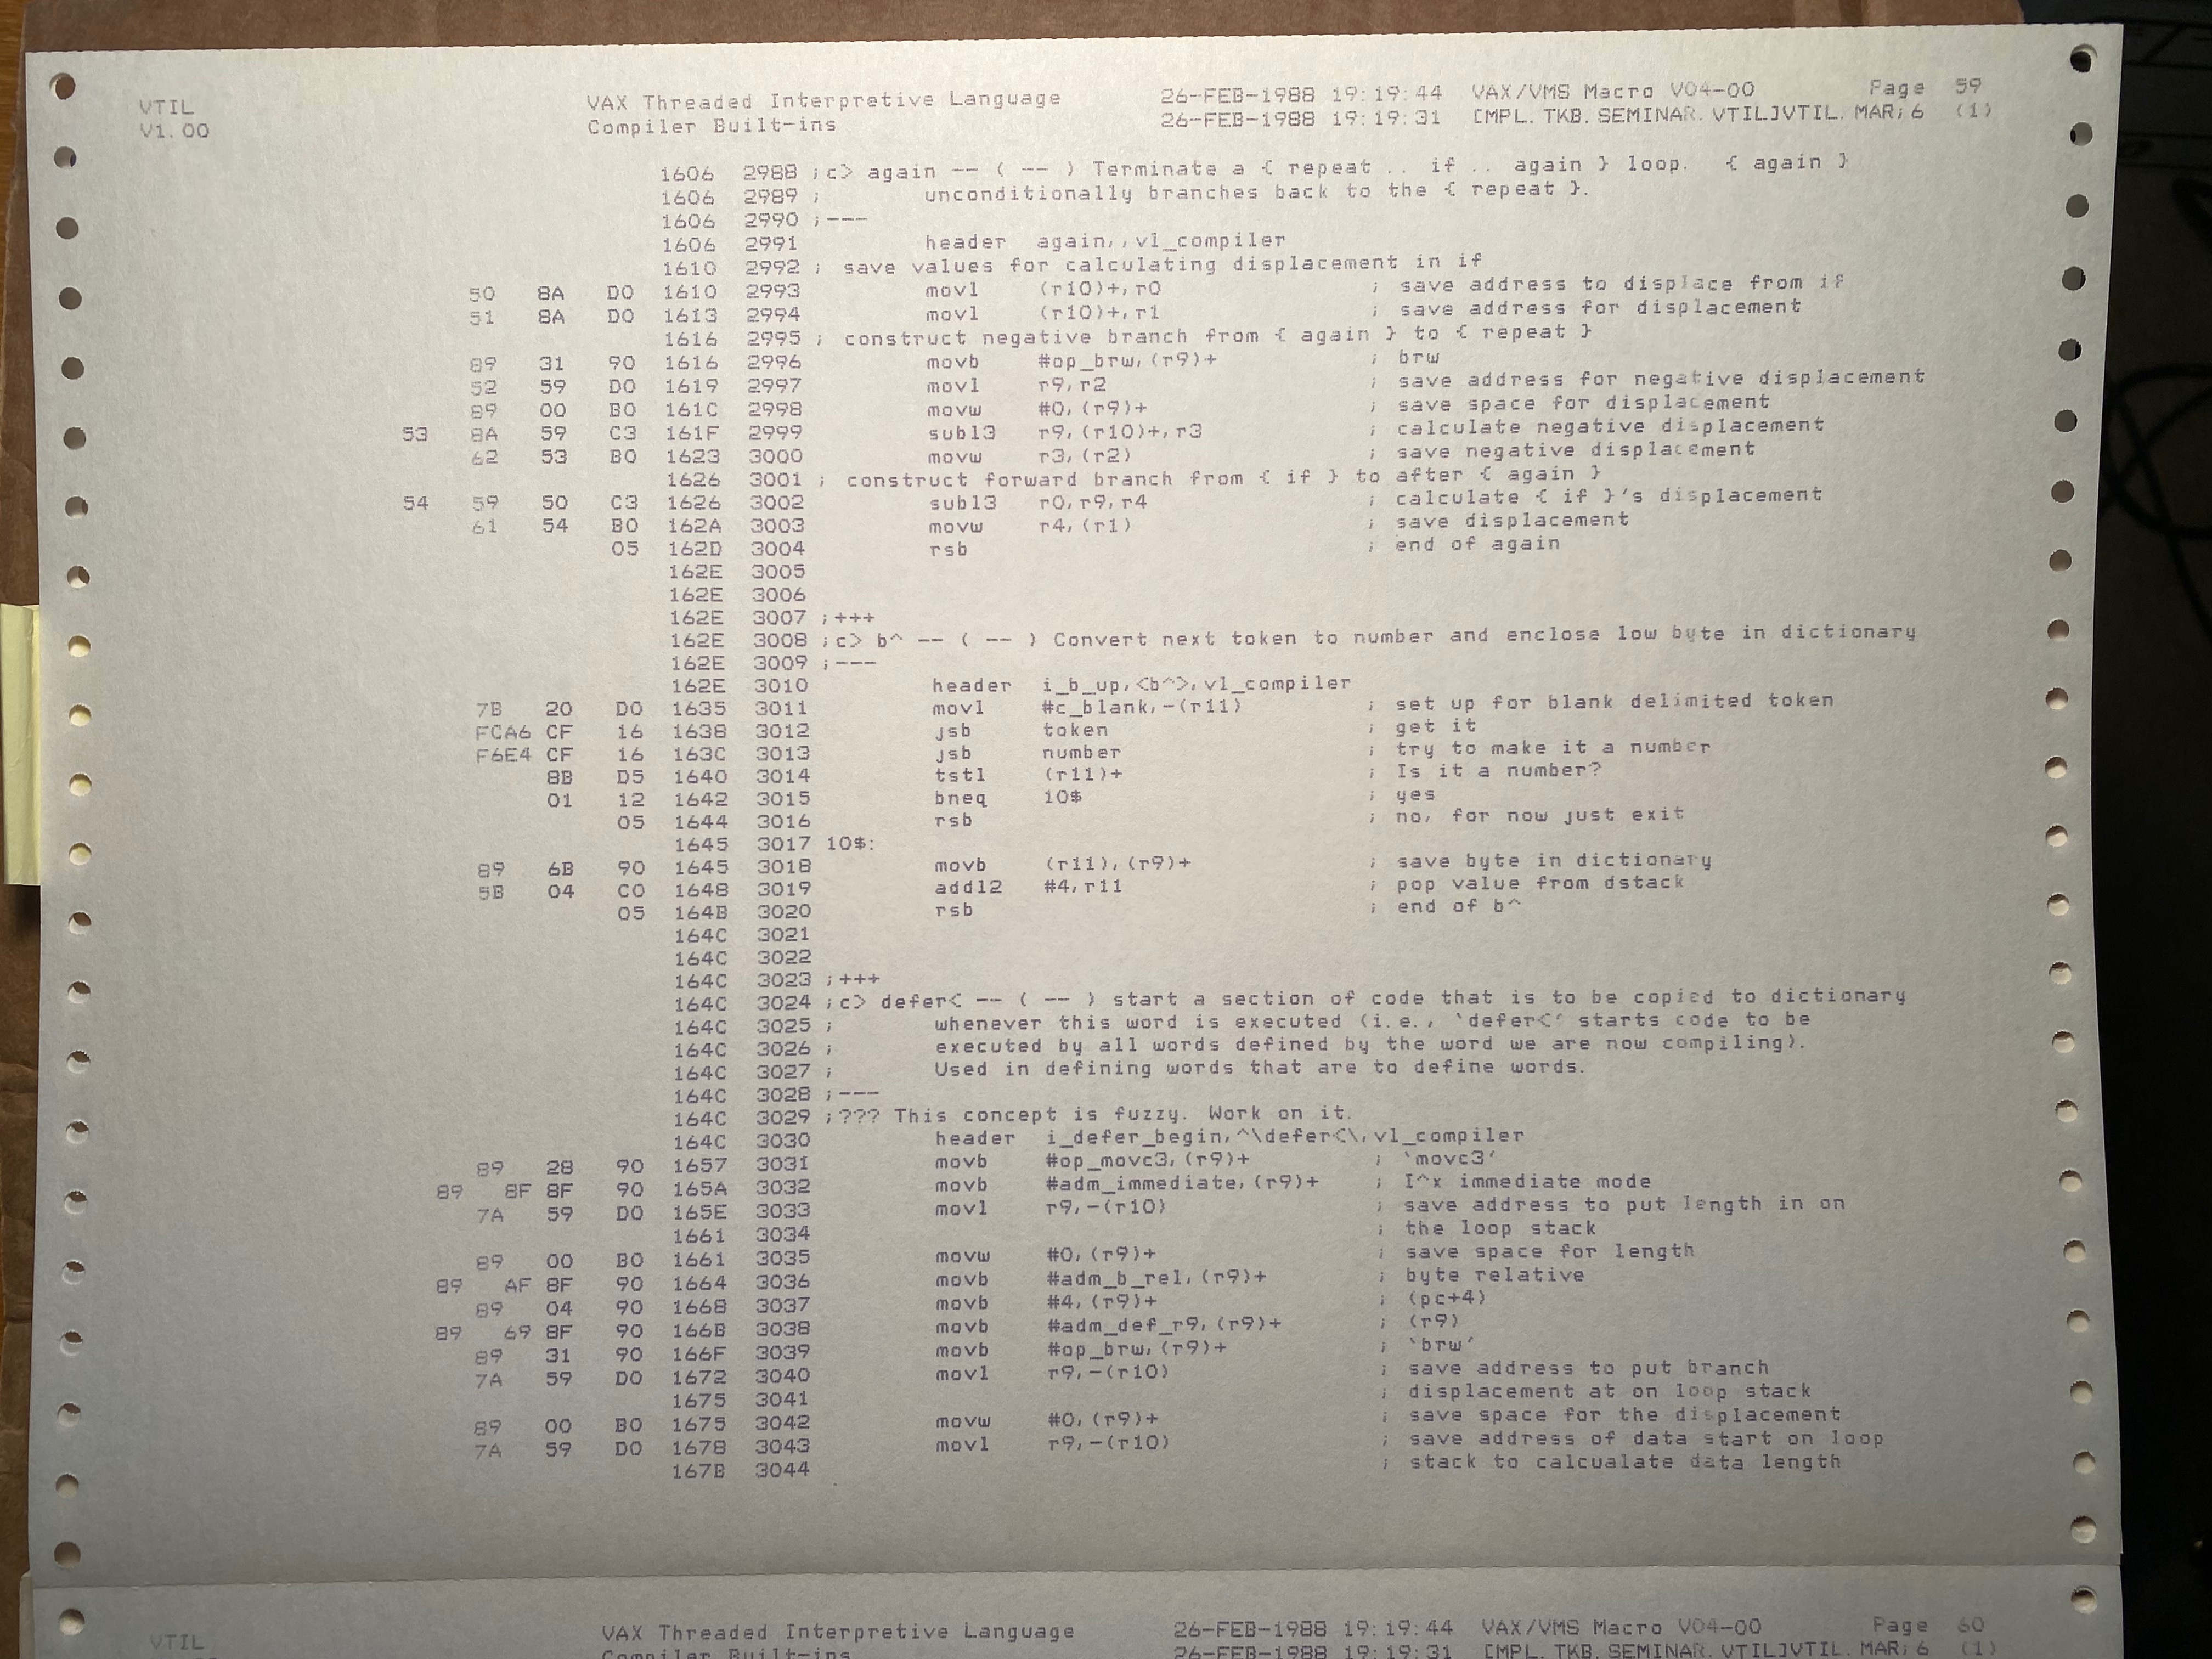 VTIL VAX Threaded Interpretive Language 26-FEB-1988 19:19:44 VAX/VMS Macro V04-00 Page 59
V1.00 Compiler Built-ins 26-FEB-1988 19:19:31 [MPL.TKB.SEMINAR.VTIL]VTIL.MAR;6 (1)
1606 2988 ;c> again -- ( -- ) Terminate a { repeat .. if .. again } loop. { again }
1606 2989 ; unconditionally branches back to the { repeat }.
1606 2990 ;---
1606 2991 header again,,vl_compiler
1610 2992 ; save values for calculating displacement in if
50 8A D0 1610 2993 movl (r10)+,r0 ; save address to displace from if
51 8A D0 1613 2994 movl (r10)+,r1 ; save address for displacement
1616 2995 ; construct negative branch from { again } to { repeat }
89 31 90 1616 2996 movb #op_brw,(r9)+ ; brw
52 59 D0 1619 2997 movl r9,r2 ; save address for negative displacement
89 00 B0 161C 2998 movw #0,(r9)+ ; save space for displacement
53 8A 59 C3 161F 2999 subl3 r9,(r10)+,r3 ; calculate negative displacement
62 53 B0 1623 3000 movw r3,(r2) ; save negative displacement
1626 3001 ; construct forward branch from { if } to after { again }
54 59 50 C3 1626 3002 subl3 r0,r9,r4 ; calculate { if }'s displacement
61 54 B0 162A 3003 movw r4,(r1) ; save displacement
05 162D 3004 rsb ; end of again
162E 3005
162E 3006
162E 3007 ;+++
162E 3008 ;c> b^ -- ( -- ) Convert next token to number and enclose low byte in dictionary
162E 3009 ;---
162E 3010 header i_b_up,<b^>,vl_compiler
7B 20 D0 1635 3011 movl #c_blank,-(r11) ; set up for blank delimited token
FCA6 CF 16 1638 3012 jsb token ; get it
F6E4 CF 16 163C 3013 jsb number ; try to make it a number
8B D5 1640 3014 tstl (r11)+ ; Is it a number?
01 12 1642 3015 bneq 10$ ; yes
05 1644 3016 rsb ; no, for now just exit
1645 3017 10$:
89 6B 90 1645 3018 movb (r11),(r9)+ ; save byte in dictionary
5B 04 C0 1648 3019 addl2 #4,r11 ; pop value from dstack
05 164B 3020 rsb ; end of b^
164C 3021
164C 3022
164C 3023 ;+++
164C 3024 ;c> defer< -- ( -- ) start a section of code that is to be copied to dictionary
164C 3025 ; whenever this word is executed (i.e., `defer<' starts code to be
164C 3026 ; executed by all words defined by the word we are now compiling).
164C 3027 ; Used in defining words that are to define words.
164C 3028 ;---
164C 3029 ;??? This concept is fuzzy. Work on it.
164C 3030 header i_defer_begin,^\defer<\,vl_compiler
89 28 90 1657 3031 movb #op_movc3,(r9)+ ; `movc3'
89 8F 8F 90 165A 3032 movb #adm_immediate,(r9)+ ; I^x immediate mode
7A 59 D0 165E 3033 movl r9,-(r10) ; save address to put length in on
1661 3034 ; the loop stack
89 00 B0 1661 3035 movw #0,(r9)+ ; save space for length
89 AF 8F 90 1664 3036 movb #adm_b_rel,(r9)+ ; byte relative
89 04 90 1668 3037 movb #4,(r9)+ ; (pc+4)
89 69 8F 90 166B 3038 movb #adm_def_r9,(r9)+ ; (r9)
89 31 90 166F 3039 movb #op_brw,(r9)+ ; `brw'
7A 59 D0 1672 3040 movl r9,-(r10) ; save address to put branch
1675 3041 ; displacement at on loop stack
89 00 B0 1675 3042 movw #0,(r9)+ ; save space for the displacement
7A 59 D0 1678 3043 movl r9,-(r10) ; save address of data start on loop
167B 3044 ; stack to calcualate data length
VTIL VAX Threaded Interpretive Language 26-FEB-1988 19:19:44 VAX/VMS Macro V04-00 Page 60
Compiler Built-ins 26-FEB-1988 19:19:31 [MPL.TKB.SEMINAR.VTIL]VTIL.MAR;6 (1)